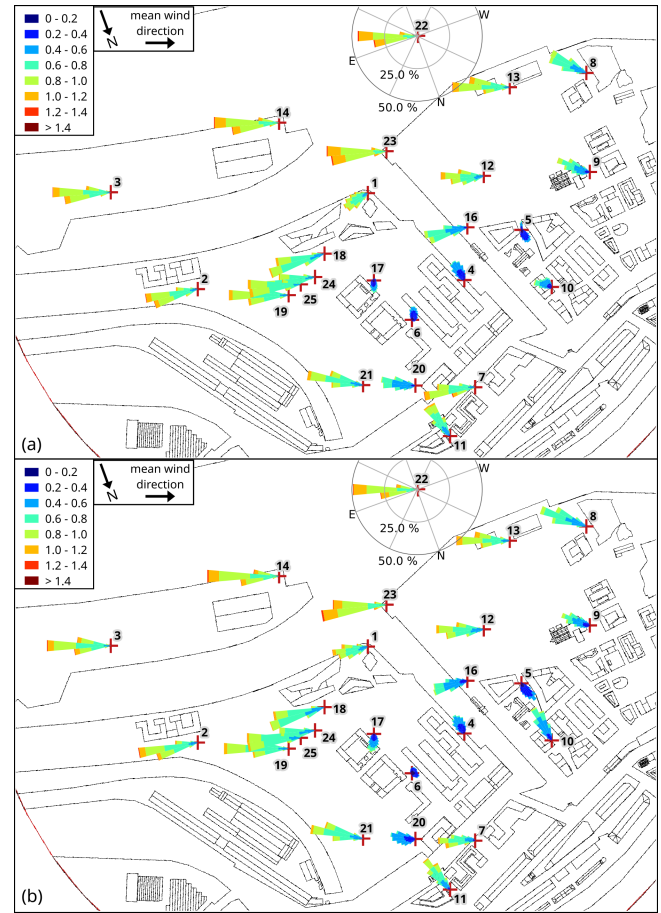 0 - 0.2
0.2 - 0.4
0.4 - 0.6
0.6 - 0.8
0.8 - 1.0
1.0 - 1.2
1.2 - 1.4
> 1.4
N
mean wind
direction
22
W
E
25.0 %
50.0 %
N
8
13
14
23
12
9
3
1
16
5
18
17
4
24
10
2
25
19
6
21
20
7
11
(a)
0 - 0.2
0.2 - 0.4
0.4 - 0.6
0.6 - 0.8
0.8 - 1.0
1.0 - 1.2
1.2 - 1.4
> 1.4
N
mean wind
direction
22
W
E
25.0 %
50.0 %
N
8
13
14
23
12
9
3
1
16
5
18
17
4
24
10
2
25
19
6
21
20
7
11
(b)